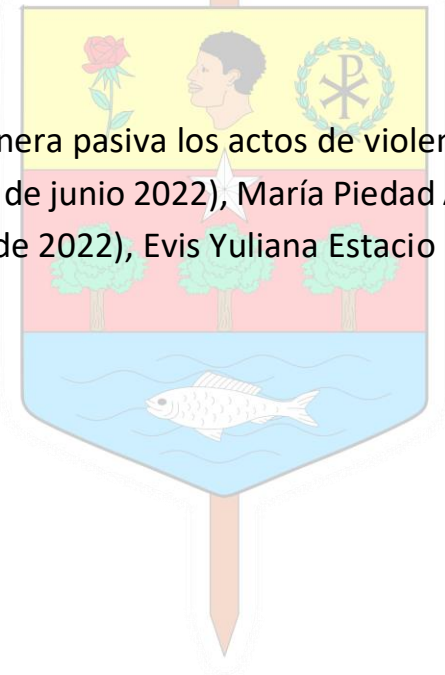 nera pasiva los actos de violen
de junio 2022), María Piedad
de 2022), Evis Yuliana Estacio